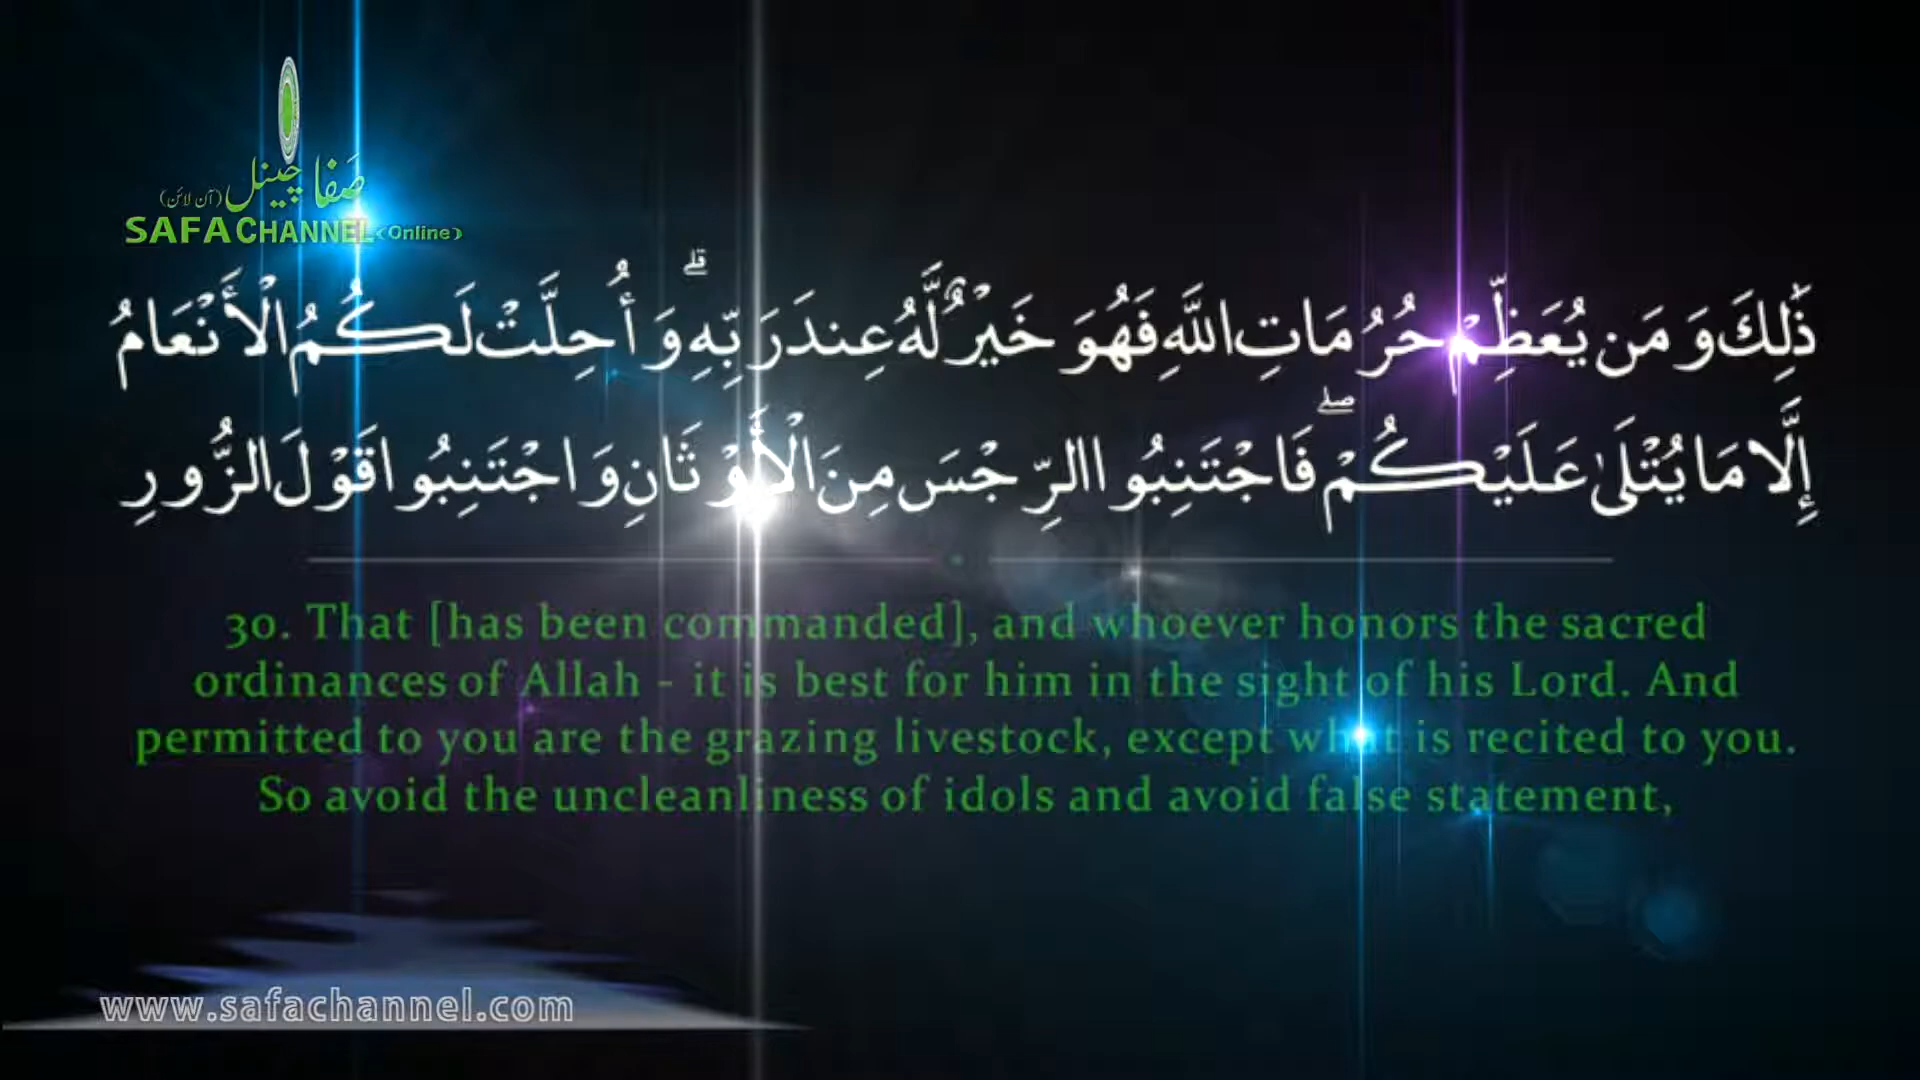 صفا چینل
(آن لائن)
SAFA CHANNEL (Online)
ذَٰلِكَ وَمَن يُعَظِّمْ حُرُمَاتِ اللَّهِ فَهُوَ خَيْرٌ لَّهُ عِندَ رَبِّهِ ۗ وَأُحِلَّتْ لَكُمُ الْأَنْعَامُ
إِلَّا مَا يُتْلَىٰ عَلَيْكُمْ ۖ فَاجْتَنِبُوا الرِّجْسَ مِنَ الْأَوْثَانِ وَاجْتَنِبُوا قَوْلَ الزُّورِ
30. That [has been commanded], and whoever honors the sacred
ordinances of Allah - it is best for him in the sight of his Lord. And
permitted to you are the grazing livestock, except what is recited to you.
So avoid the uncleanliness of idols and avoid false statement,
www.safachannel.com